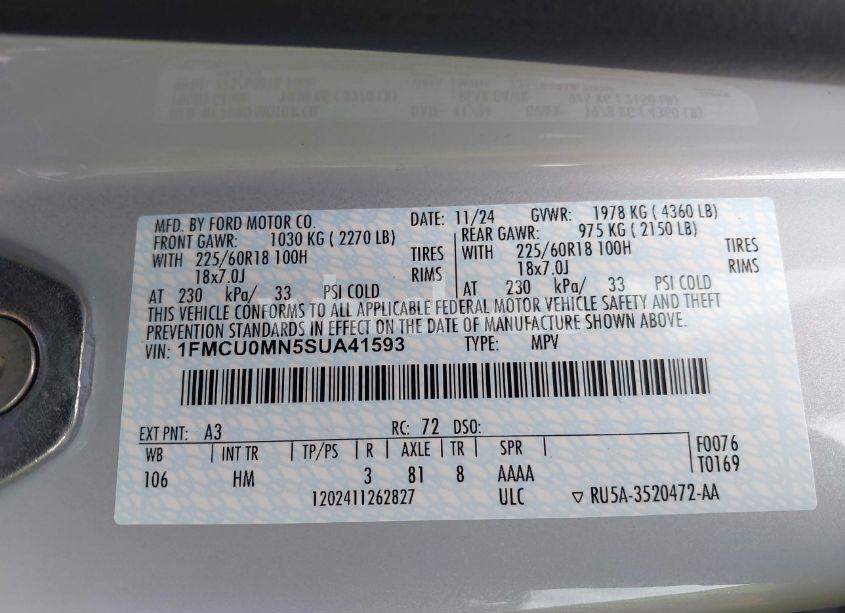 MFD. BY FORD MOTOR CO. DATE: 11/24 GVWR: 1978 KG ( 4360 LB)
FRONT GAWR: 1030 KG ( 2270 LB) REAR GAWR: 975 KG ( 2150 LB)
WITH 225/60R18 100H TIRES WITH 225/60R18 100H TIRES
18x7.0J RIMS 18x7.0J RIMS
AT 230 kPa/ 33 PSI COLD AT 230 kPa/ 33 PSI COLD
THIS VEHICLE CONFORMS TO ALL APPLICABLE FEDERAL MOTOR VEHICLE SAFETY AND THEFT
PREVENTION STANDARDS IN EFFECT ON THE DATE OF MANUFACTURE SHOWN ABOVE.
VIN: 1FMCU0MN5SUA41593 TYPE: MPV
EXT PNT: A3 RC: 72 DSO:
WB INT TR TP/PS R AXLE TR SPR F0076
106 HM 3 81 8 AAAA T0169
1202411262827 ULC ▽ RU5A-3520472-AA